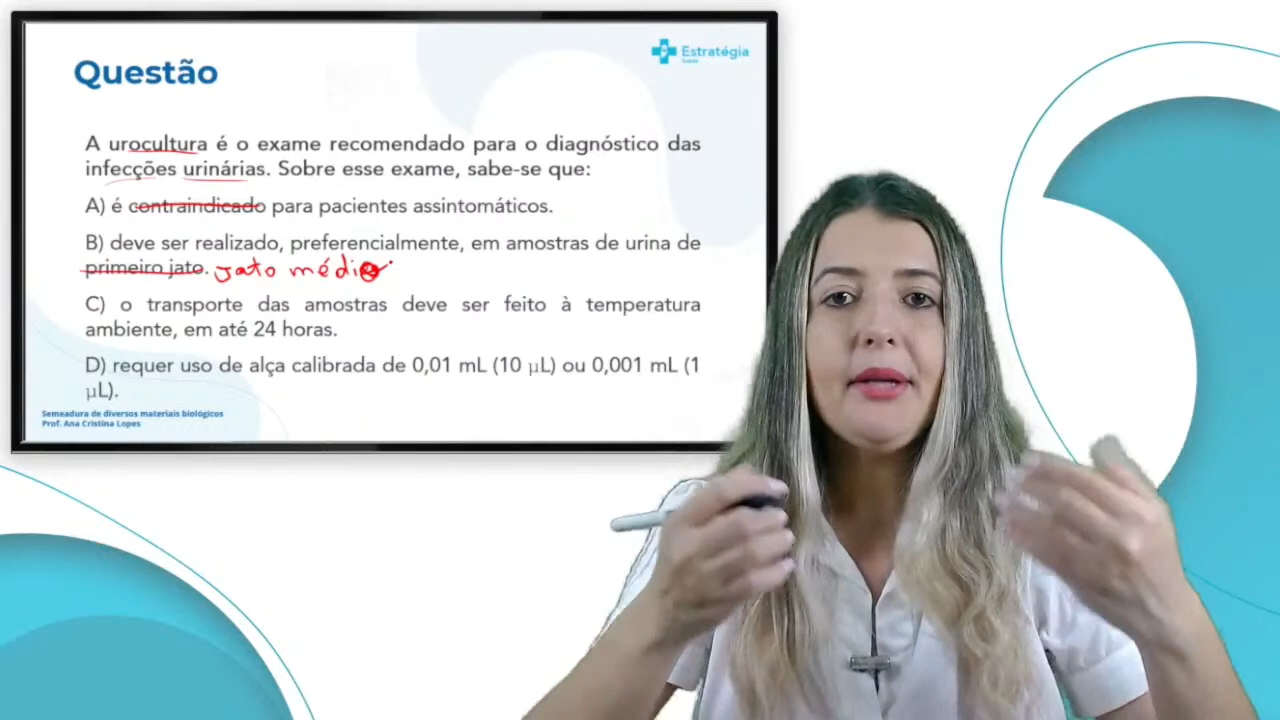 Estratégia
Saúde
Questão
A urocultura é o exame recomendado para o diagnóstico das
infecções urinárias. Sobre esse exame, sabe-se que:
A) é contraindicado para pacientes assintomáticos.
B) deve ser realizado, preferencialmente, em amostras de urina de
primeiro jato. jato médio
C) o transporte das amostras deve ser feito à temperatura
ambiente, em até 24 horas.
D) requer uso de alça calibrada de 0,01 mL (10 µL) ou 0,001 mL (1
µL).
Semeadura de diversos materiais biológicos
Prof. Ana Cristina Lopes